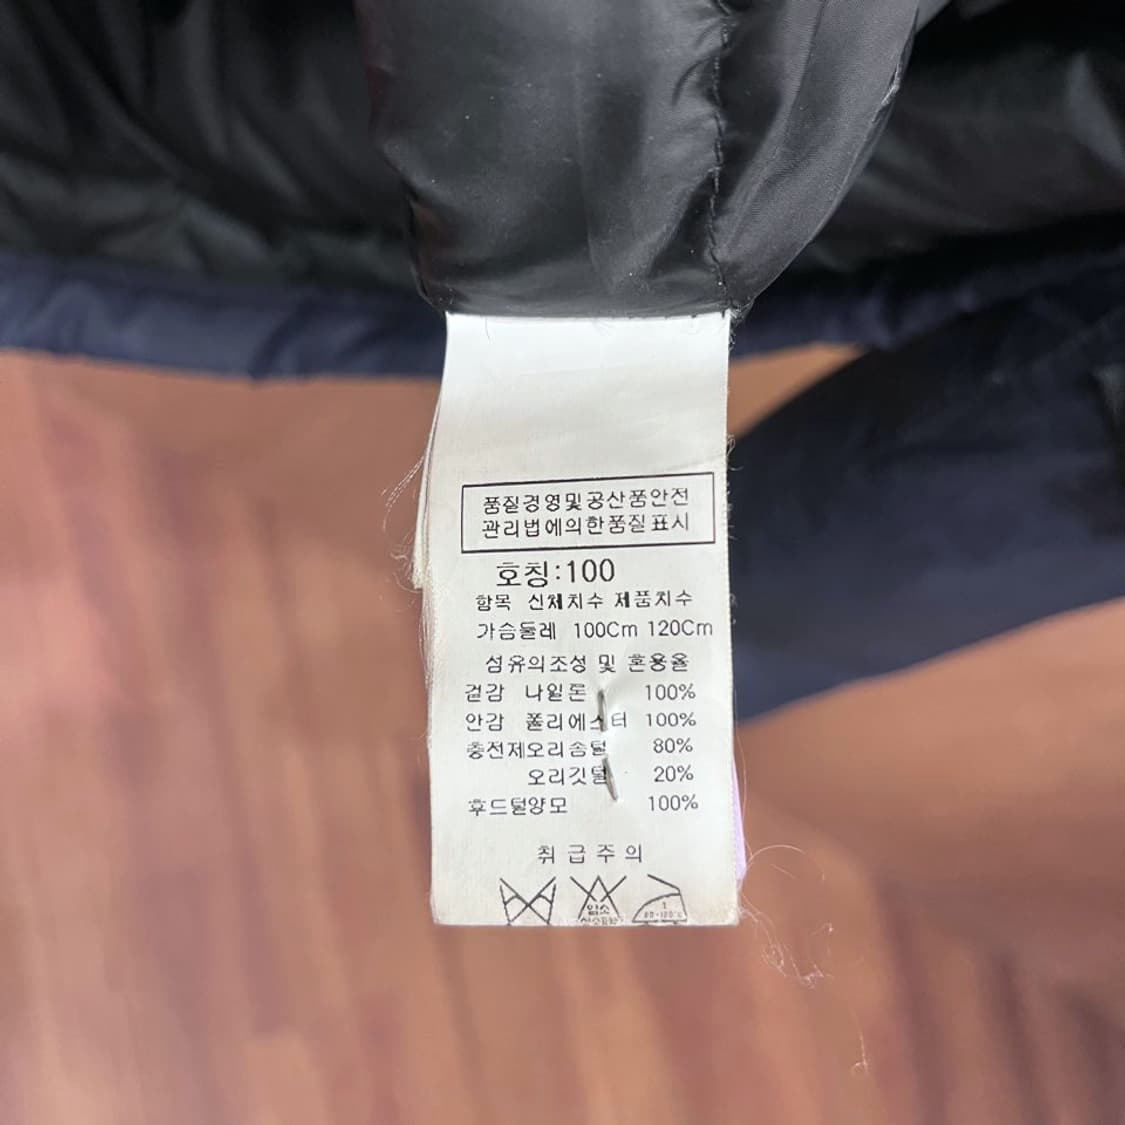 품질경영및공산품안전
관리법에의한품질표시
호칭:100
항목 신체치수 제품치수
가슴둘레 100Cm 120Cm
섬유의조성 및 혼용율
겉감 나일론 100%
안감 폴리에스터 100%
충전제오리솜털 80%
오리깃털 20%
후드털양모 100%
취급주의
염소